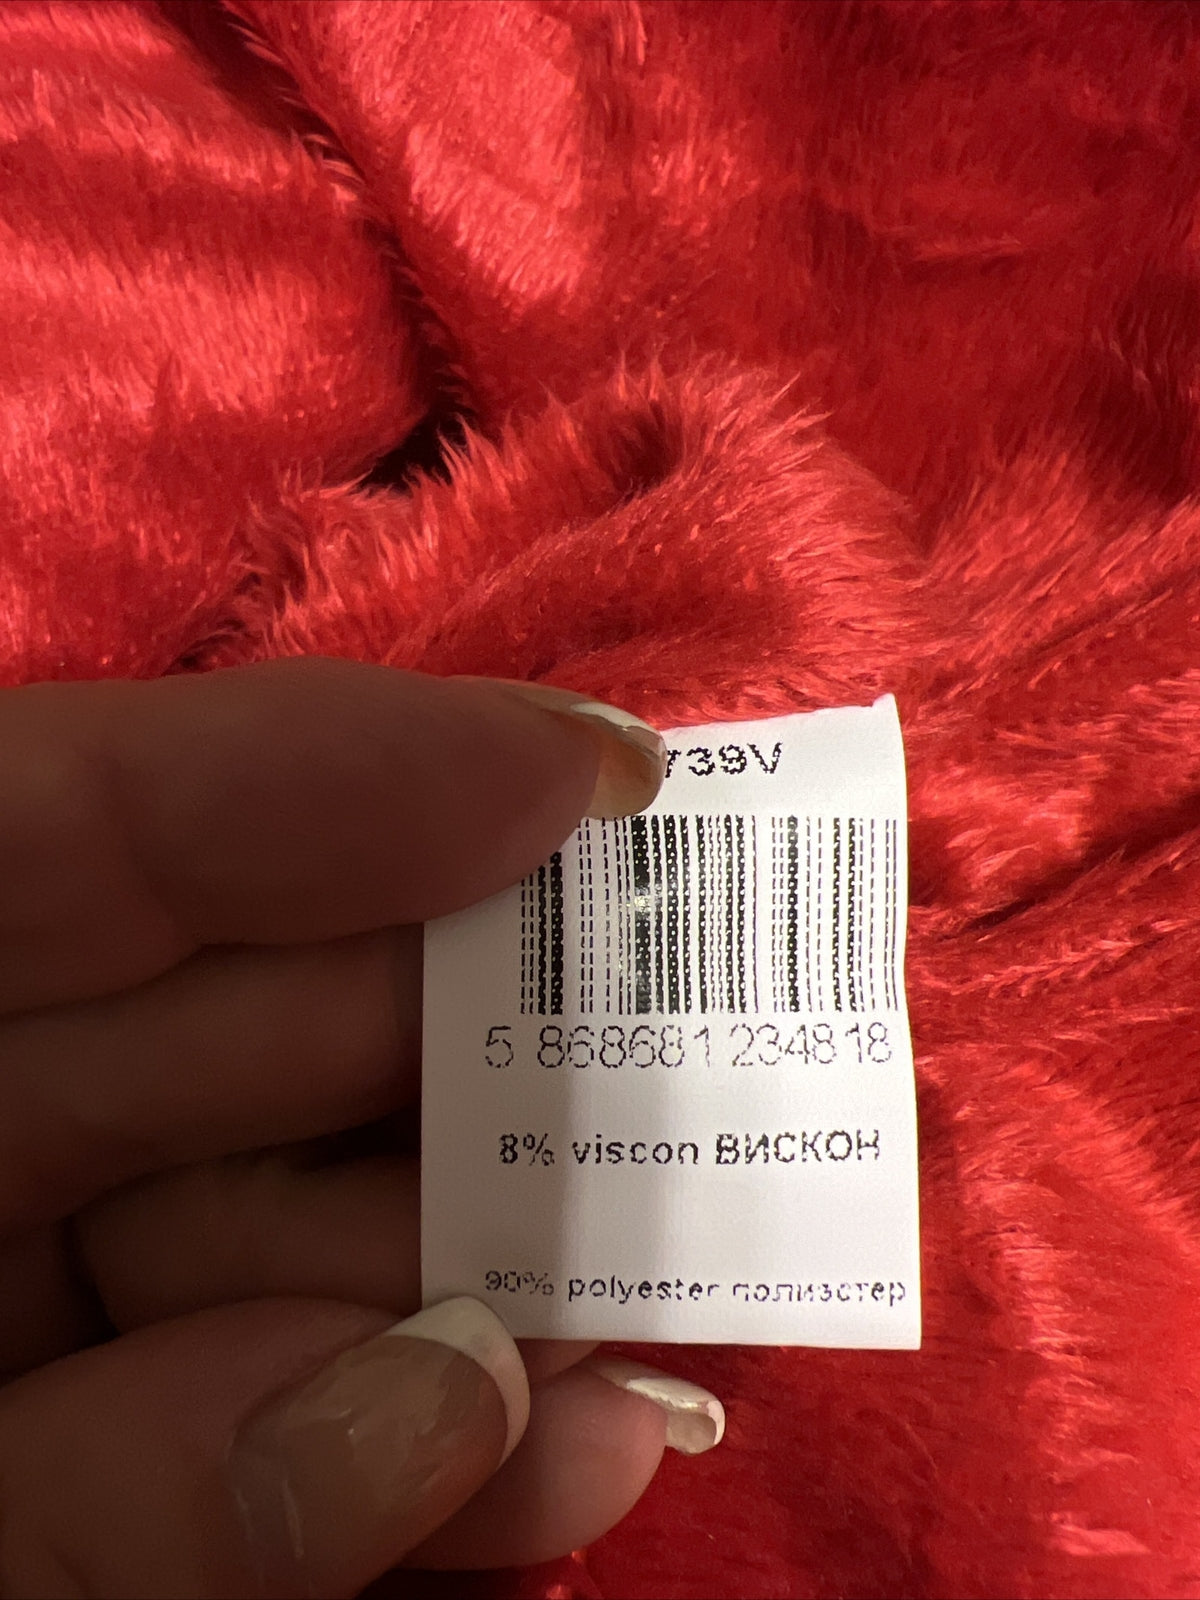 739V
5 868681 234818
8% viscon ВИСКОН
90% polyester полиэстер